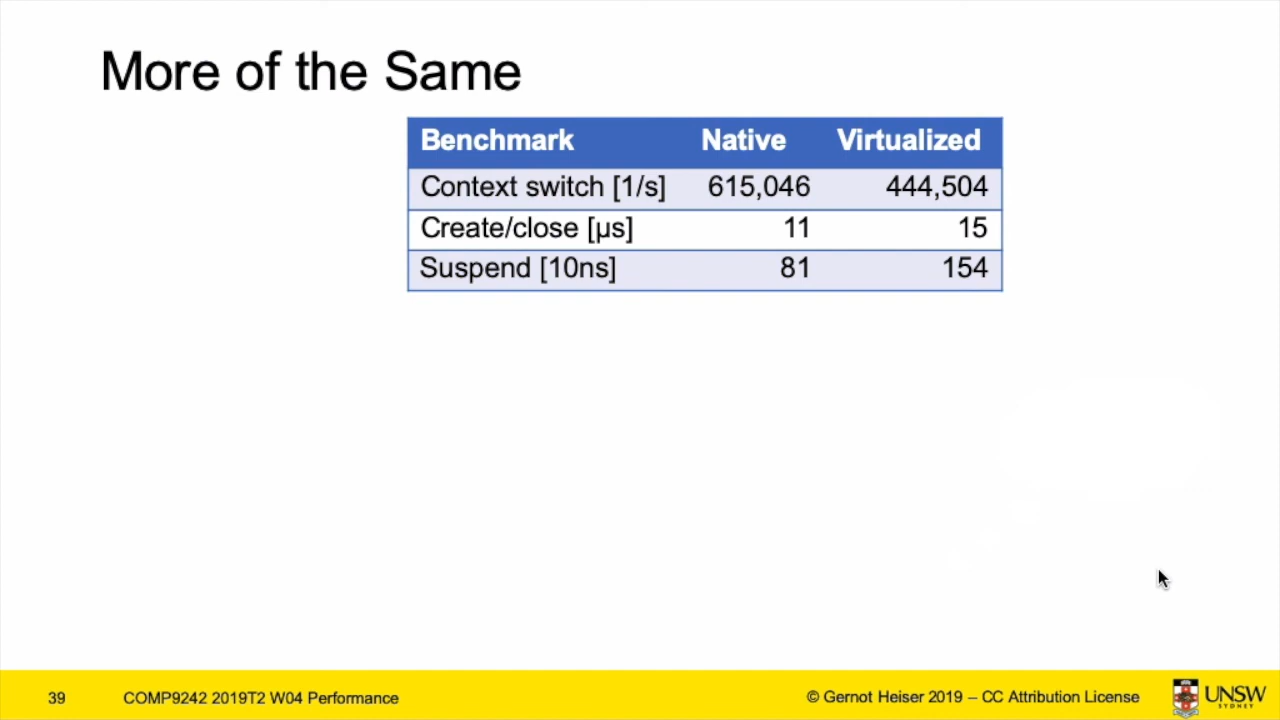 More of the Same
Benchmark Native Virtualized
Context switch [1/s] 615,046 444,504
Create/close [µs] 11 15
Suspend [10ns] 81 154
39 COMP9242 2019T2 W04 Performance © Gernot Heiser 2019 – CC Attribution License UNSW
SYDNEY